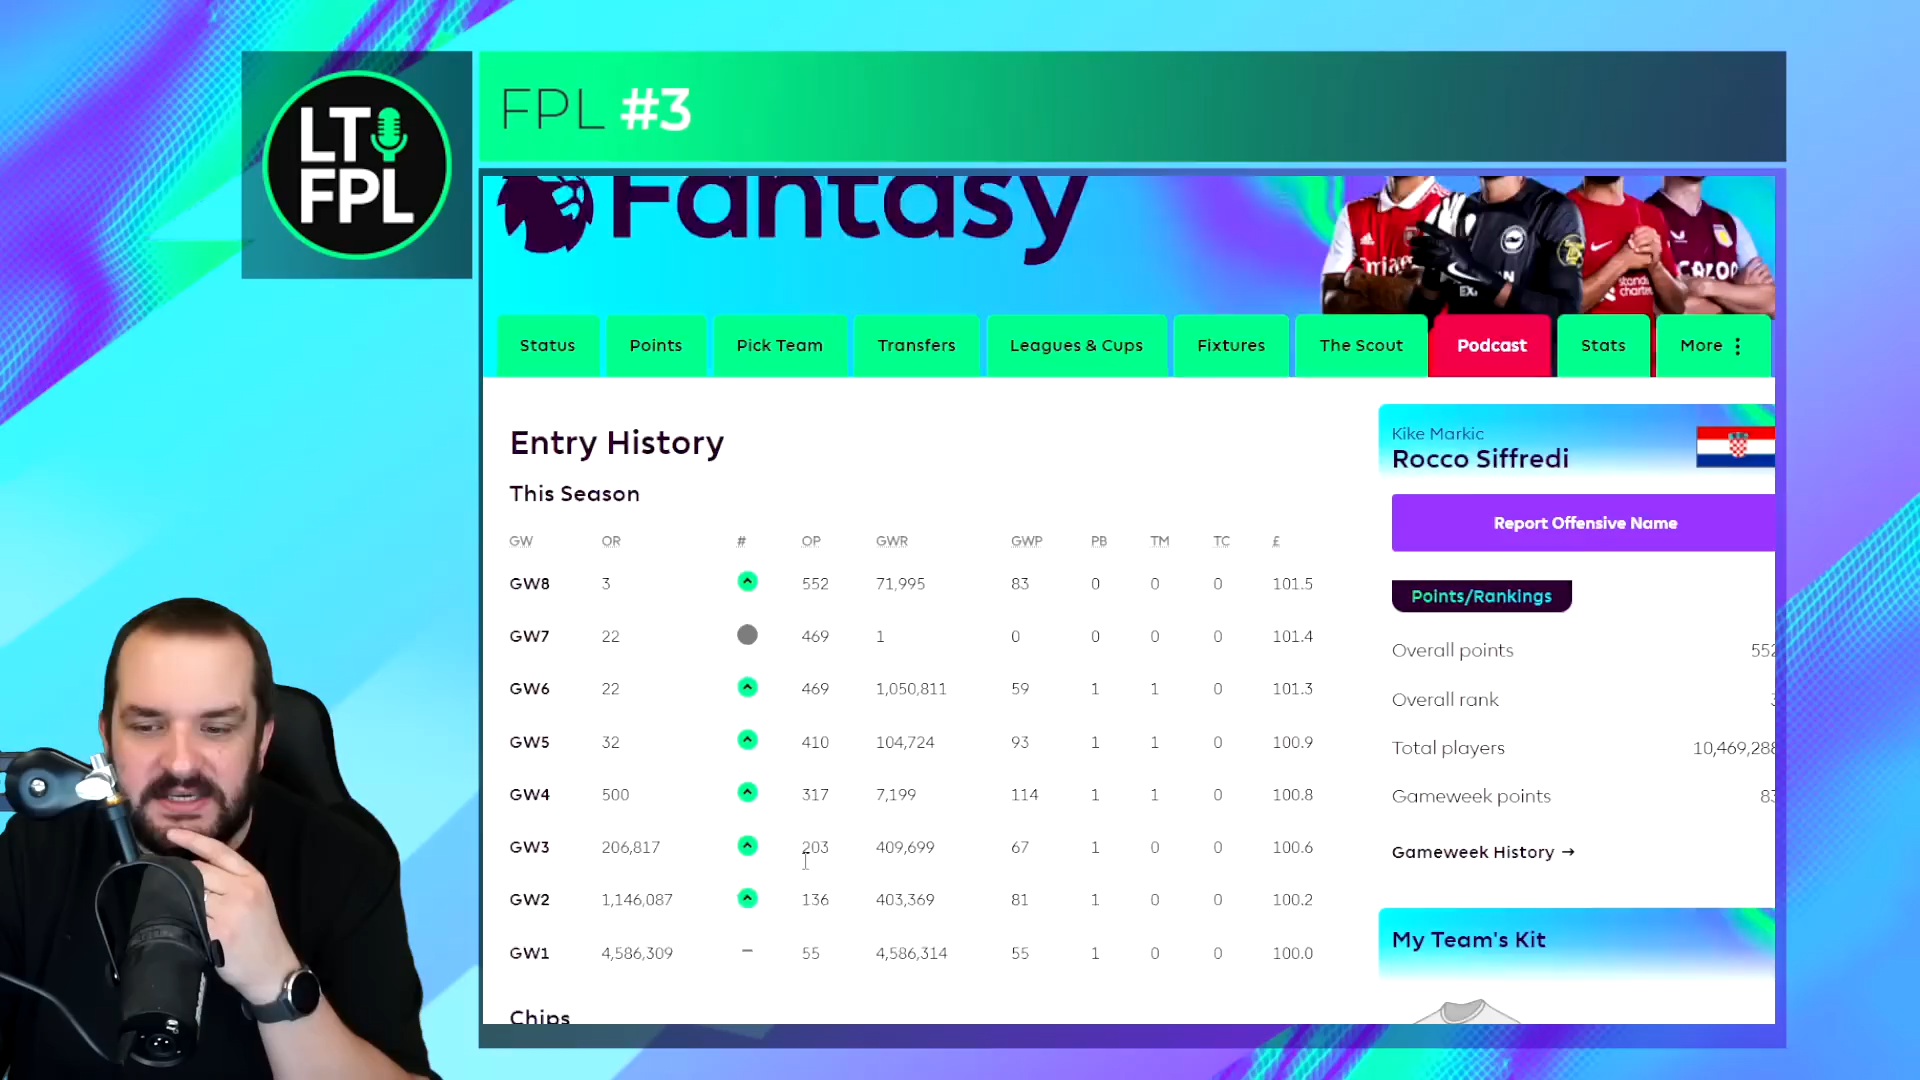 LT
FPL
FPL #3
Fantasy
Status Points Pick Team Transfers Leagues & Cups Fixtures The Scout Podcast Stats More
Entry History
This Season
GW OR # OP GWR GWP PB TM TC £
GW8 3 552 71,995 83 0 0 0 101.5
GW7 22 469 1 0 0 0 0 101.4
GW6 22 469 1,050,811 59 1 1 0 101.3
GW5 32 410 104,724 93 1 1 0 100.9
GW4 500 317 7,199 114 1 1 0 100.8
GW3 206,817 203 409,699 67 1 0 0 100.6
GW2 1,146,087 136 403,369 81 1 0 0 100.2
GW1 4,586,309 – 55 4,586,314 55 1 0 0 100.0
Chips
Kike Markic
Rocco Siffredi
Report Offensive Name
Points/Rankings
Overall points 552
Overall rank 3
Total players 10,469,288
Gameweek points 83
Gameweek History →
My Team's Kit